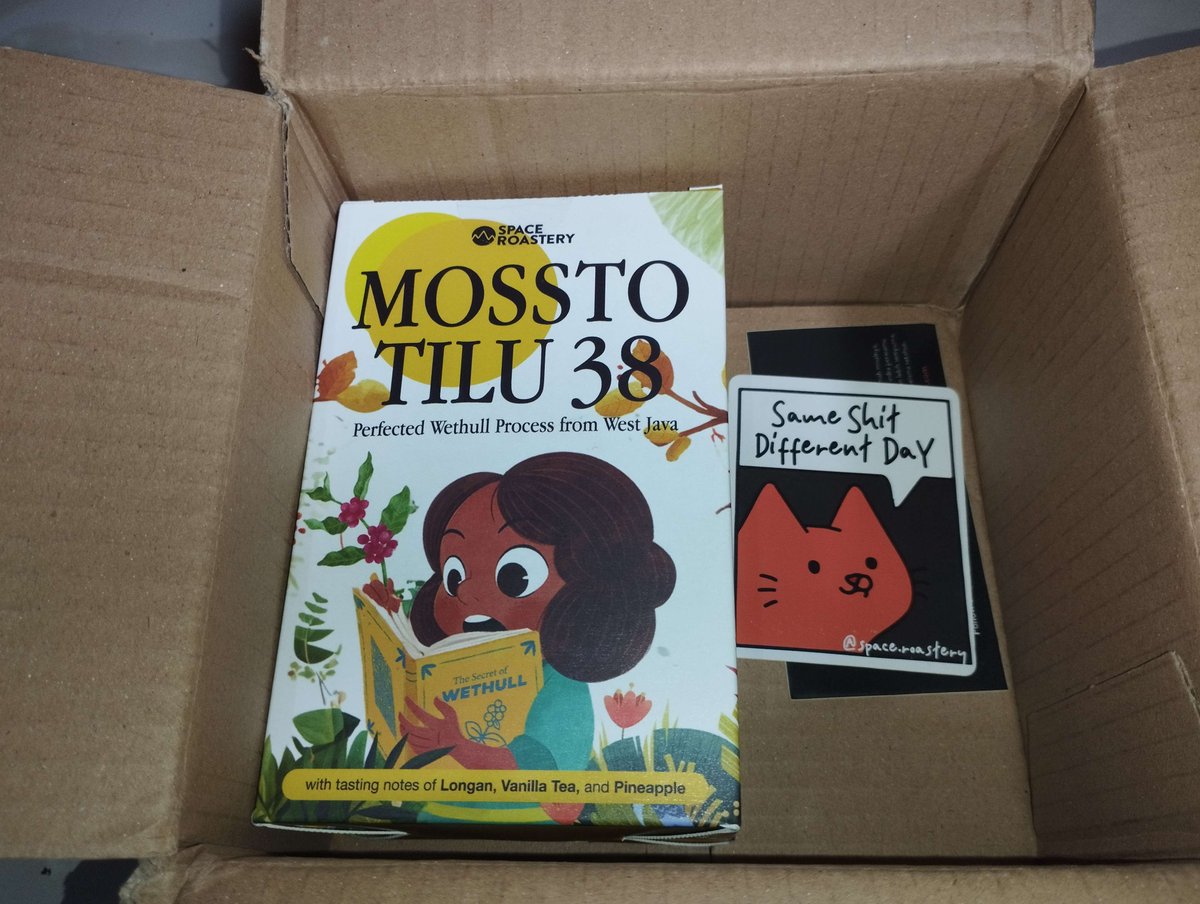 SPACE
ROASTERY
MOSSTO
TILU 38
Perfected Wethull Process from West Java
The Secret of
WETHULL
with tasting notes of Longan, Vanilla Tea, and Pineapple
Same Shit
Different Day
@space.roastery